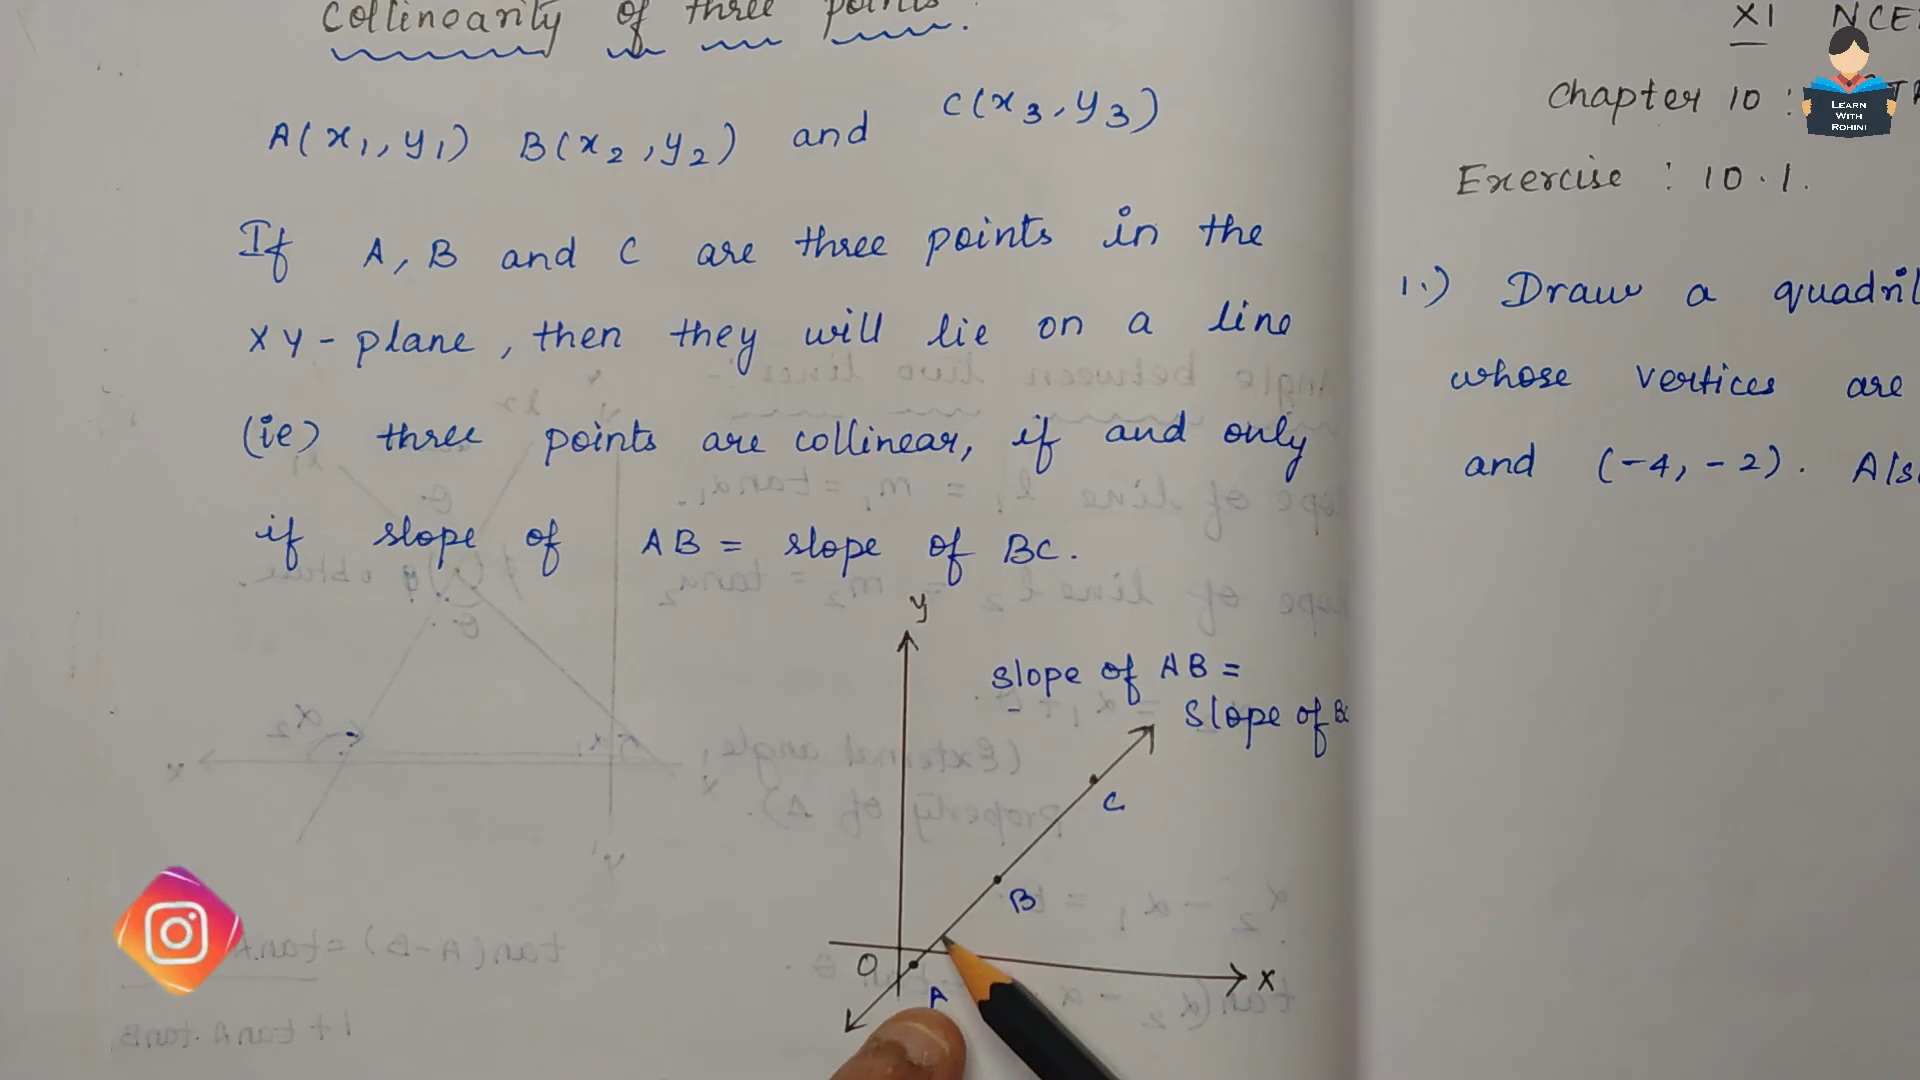 Collinearity of three points.
A(x₁,y₁) B(x₂,y₂) and C(x₃,y₃)
If A, B and C are three points in the
XY-plane, then they will lie on a line
(ie) three points are collinear, if and only
if slope of AB = slope of BC.
y
slope of AB =
slope of BC
C
B
O
A
X
XI NCE
Chapter 10 :
Exercise : 10.1.
1.) Draw a quadril
whose vertices are
and (-4,-2). Als
LEARN
WITH
ROHINI